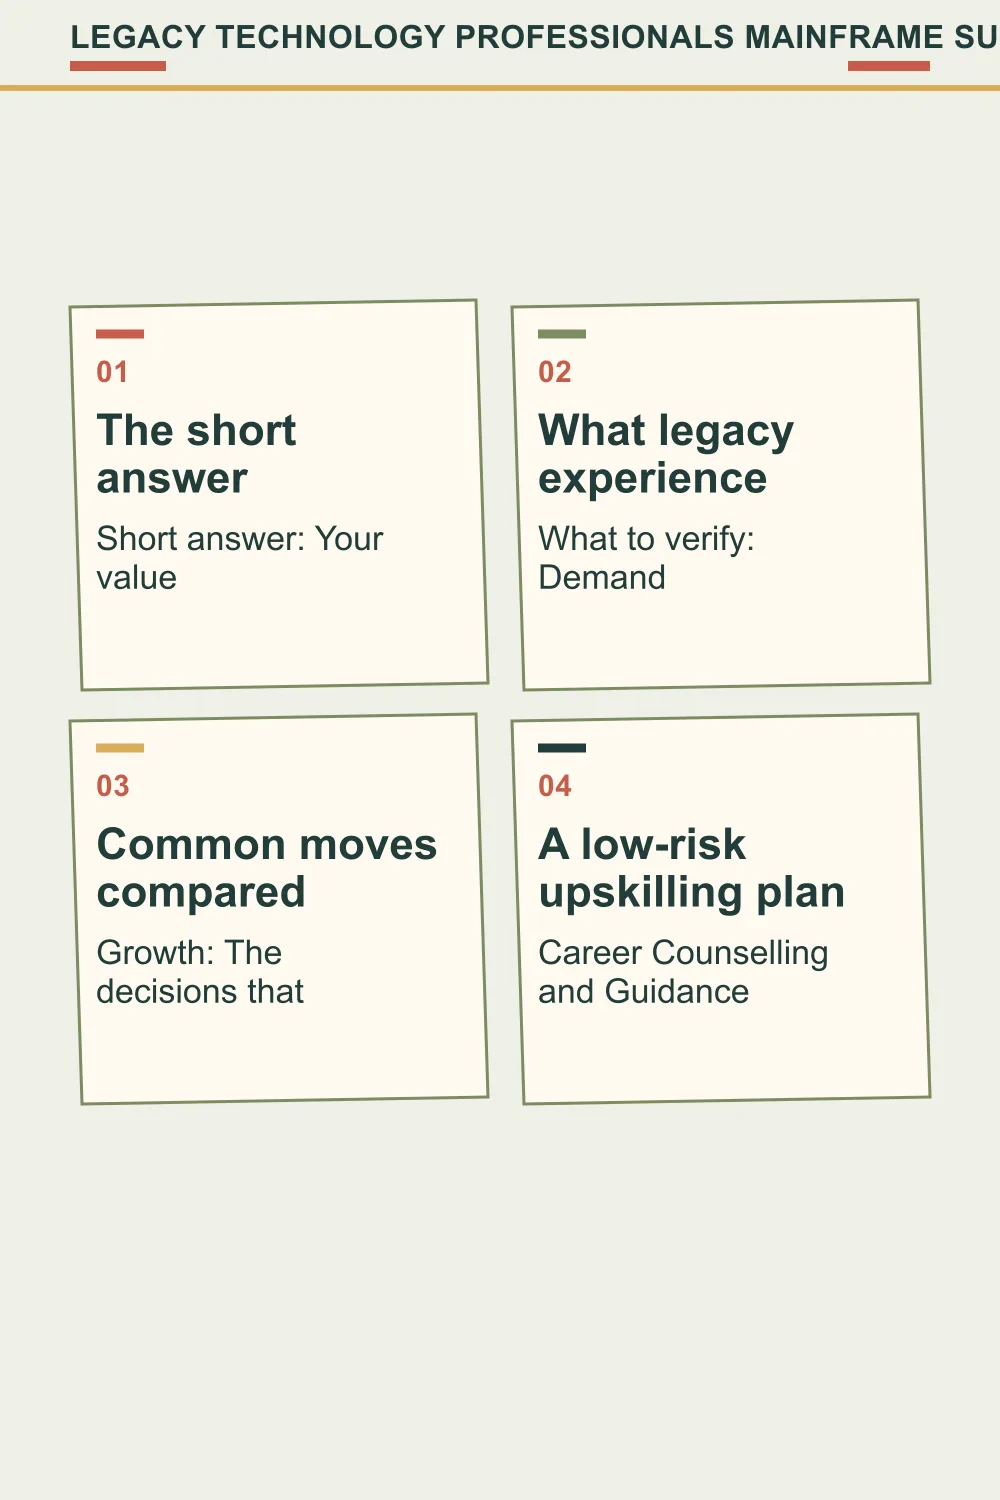 LEGACY TECHNOLOGY PROFESSIONALS MAINFRAME SU
01
The short
answer
Short answer: Your
value
02
What legacy
experience
What to verify:
Demand
03
Common moves
compared
Growth: The
decisions that
04
A low-risk
upskilling plan
Career Counselling
and Guidance